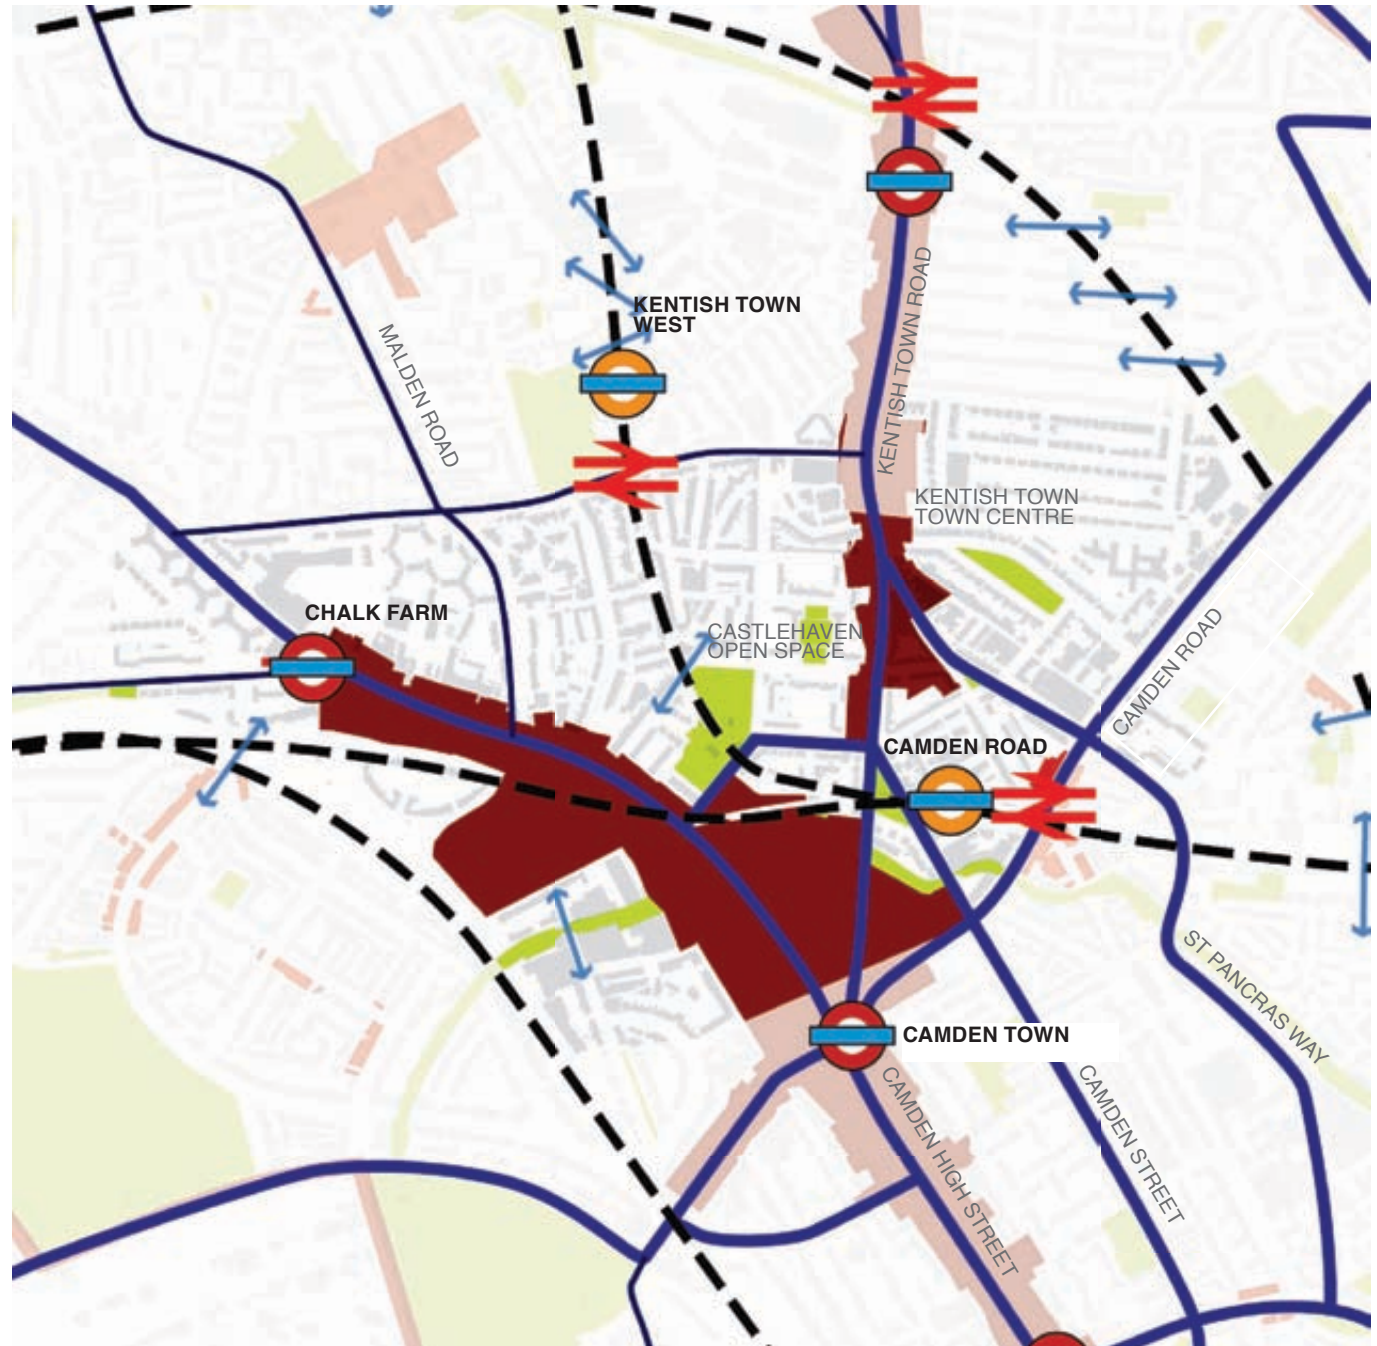 KENTISH TOWN
WEST
MALDEN ROAD
KENTISH TOWN ROAD
KENTISH TOWN
TOWN CENTRE
CHALK FARM
CASTLEHAVEN
OPEN SPACE
CAMDEN ROAD
CAMDEN ROAD
ST PANCRAS WAY
CAMDEN TOWN
CAMDEN HIGH STREET
CAMDEN STREET